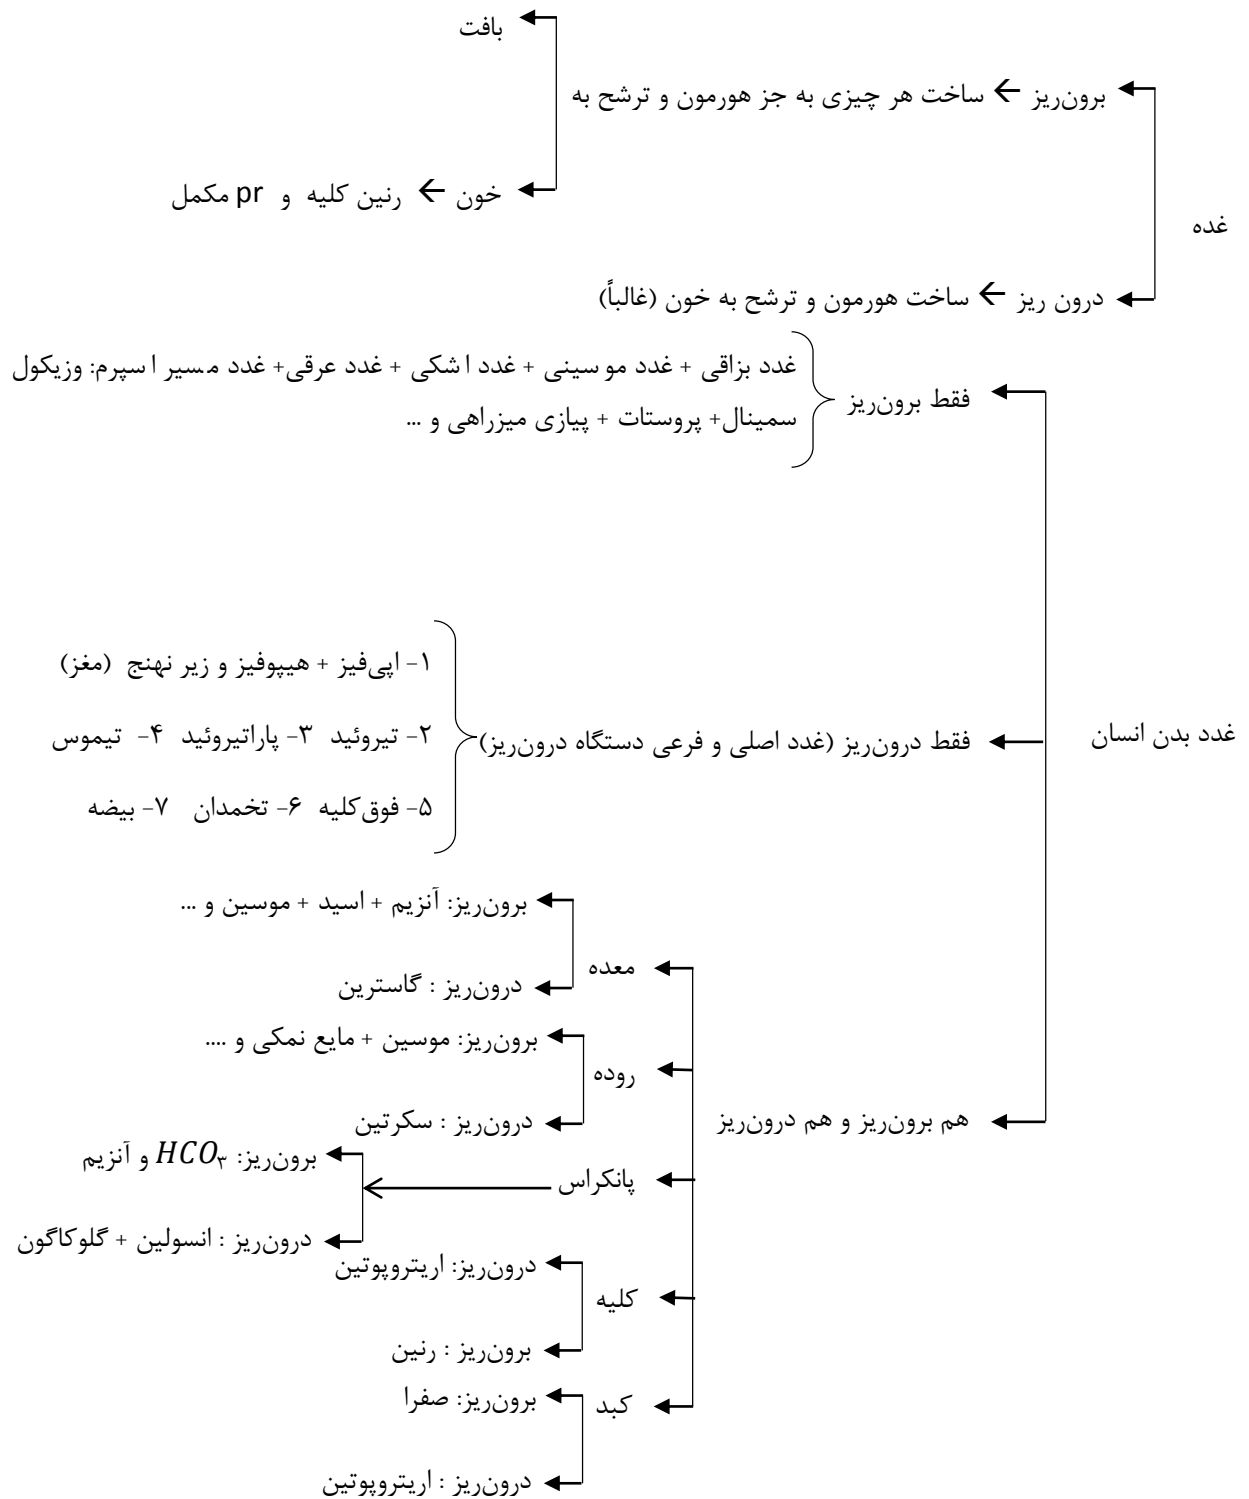 بافت
برون‌ریز ← ساخت هر چیزی به جز هورمون و ترشح به
خون ← رنین کلیه و pr مکمل
غده
درون ریز ← ساخت هورمون و ترشح به خون (غالباً)
غدد بزاقی + غدد موسینی + غدد اشکی + غدد عرقی+ غدد مسیر اسپرم: وزیکول
فقط برون‌ریز
سمینال+ پروستات + پیازی میزراهی و ...
۱- اپی‌فیز + هیپوفیز و زیر نهنج (مغز)
غدد بدن انسان
فقط درون‌ریز (غدد اصلی و فرعی دستگاه درون‌ریز)
۲- تیروئید ۳- پاراتیروئید ۴- تیموس
۵- فوق‌کلیه ۶- تخمدان ۷- بیضه
برون‌ریز: آنزیم + اسید + موسین و ...
معده
درون‌ریز : گاسترین
برون‌ریز: موسین + مایع نمکی و ....
روده
هم برون‌ریز و هم درون‌ریز
درون‌ریز : سکرتین
برون‌ریز: HCO₃ و آنزیم
پانکراس
درون‌ریز : انسولین + گلوکاگون
درون‌ریز: اریتروپوتین
کلیه
برون‌ریز : رنین
برون‌ریز: صفرا
کبد
درون‌ریز : اریتروپوتین